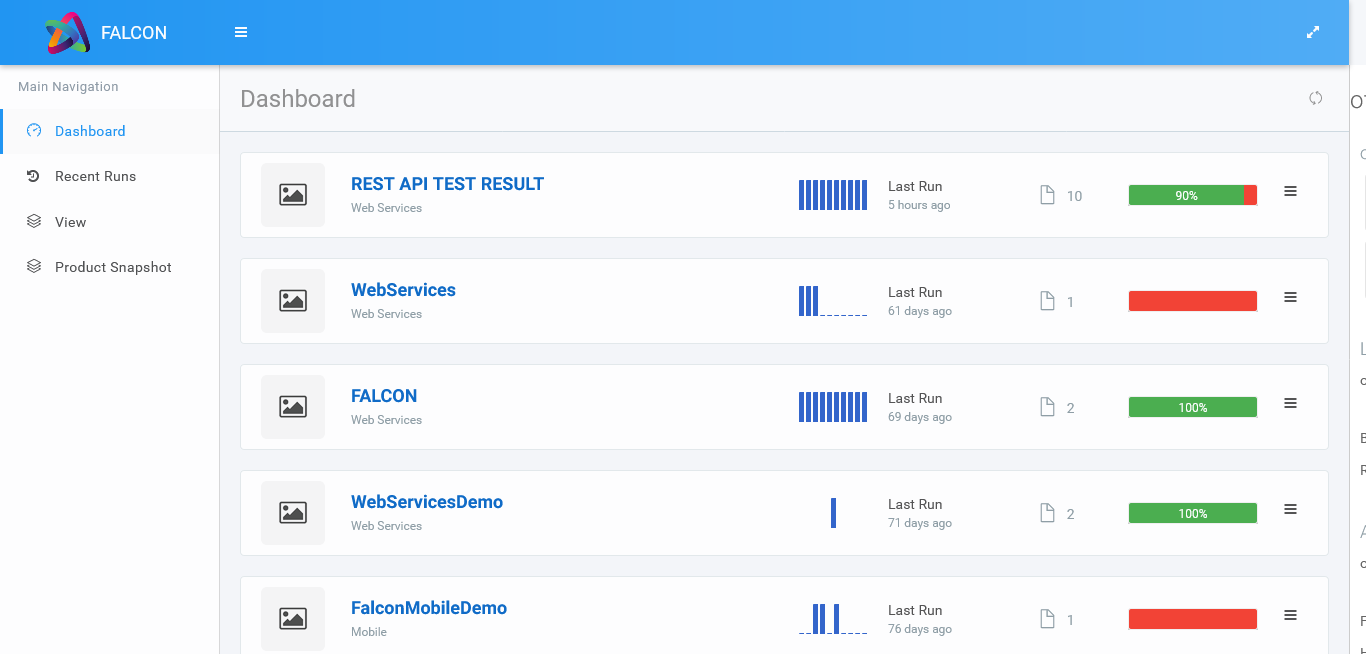 FALCON
Main Navigation
Dashboard
Recent Runs
View
Product Snapshot
Dashboard
REST API TEST RESULT
Web Services
Last Run
5 hours ago
10
90%
WebServices
Web Services
Last Run
61 days ago
1
FALCON
Web Services
Last Run
69 days ago
2
100%
WebServicesDemo
Web Services
Last Run
71 days ago
2
100%
FalconMobileDemo
Mobile
Last Run
76 days ago
1